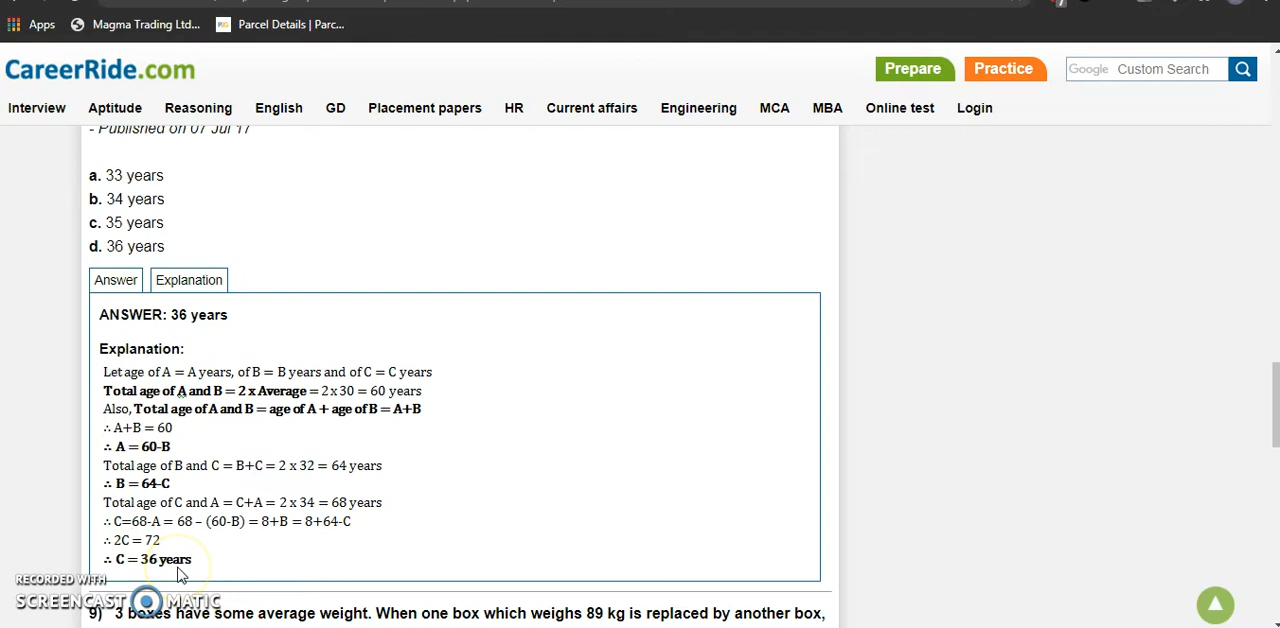 Apps Magma Trading Ltd... Parcel Details | Parc...
CareerRide.com Prepare Practice Google Custom Search
Interview Aptitude Reasoning English GD Placement papers HR Current affairs Engineering MCA MBA Online test Login
- Published on 07 Jul 17
a. 33 years
b. 34 years
c. 35 years
d. 36 years
Answer Explanation
ANSWER: 36 years
Explanation:
Let age of A = A years, of B = B years and of C = C years
Total age of A and B = 2 x Average = 2 x 30 = 60 years
Also, Total age of A and B = age of A + age of B = A+B
∴ A+B = 60
∴ A = 60-B
Total age of B and C = B+C = 2 x 32 = 64 years
∴ B = 64-C
Total age of C and A = C+A = 2 x 34 = 68 years
∴ C=68-A = 68 – (60-B) = 8+B = 8+64-C
∴ 2C = 72
∴ C = 36 years
RECORDED WITH
SCREENCAST MATIC
9) 3 boxes have some average weight. When one box which weighs 89 kg is replaced by another box,